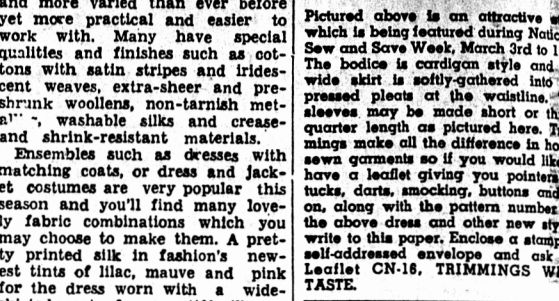 and more varied than ever before
yet more practical and easier to
work with. Many have special
qualities and finishes such as cot-
tons with satin stripes and irides-
cent weaves, extra-sheer and pre-
shrunk woollens, non-tarnish met-
washable silks and crease-
and shrink-resistant materials.
Ensembles such as dresses with
matching coats, or dress and jack-
et costumes are very popular this
season and you'll find many love-
ly fabric combinations which you
may choose to make them. A pret-
ty printed silk in fashion's new-
est tints of lilac, mauve and pink
for the dress worn with a wide-
Pictured above is an attractive
which is being featured during
Sew and Save Week, March 3rd to
The bodice is cardigan style and
wide skirt is softly-gathered into
pressed pleats at the waistline.
sleeves may be made short or
quarter length as pictured here.
mings make all the difference in
sewn garments so if you would like
have a leaflet giving you pointers
tucks, darts, smocking, buttons
on, along with the pattern number
the above dress and other new
write to this paper. Enclose a
self-addressed envelope and ask
Leaflet CN-16, TRIMMINGS
TASTE.